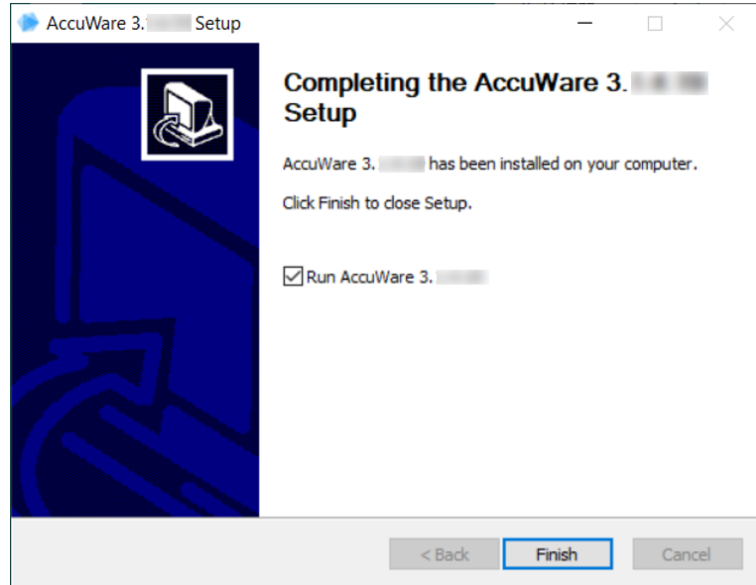 AccuWare 3. Setup
Completing the AccuWare 3.
Setup
AccuWare 3. has been installed on your computer.
Click Finish to close Setup.
Run AccuWare 3.
< Back
Finish
Cancel